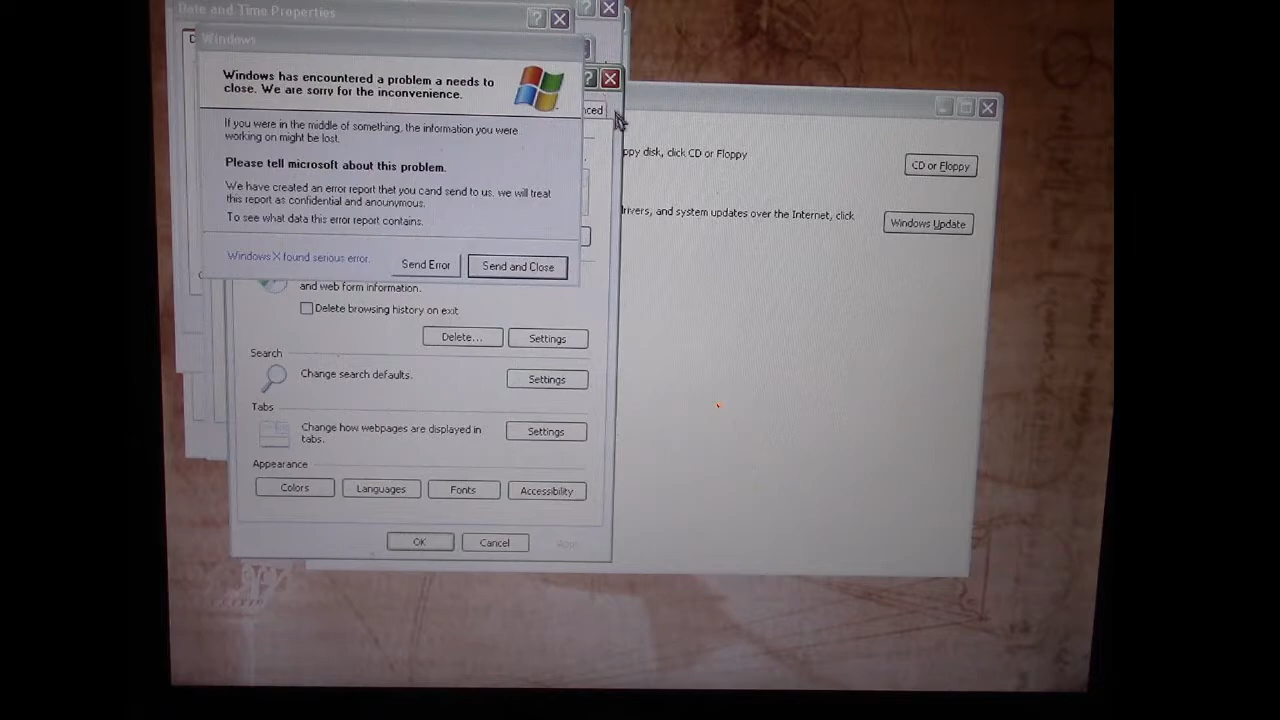 Date and Time Properties
Windows
Windows has encountered a problem a needs to
close. We are sorry for the inconvenience.
If you were in the middle of something, the information you were
working on might be lost.
Please tell microsoft about this problem.
We have created an error report thet you cand send to us. we will treat
this report as confidential and anounymous.
To see what data this error report contains.
Windows X found serious error.
Send Error
Send and Close
nced
ppy disk, click CD or Floppy
CD or Floppy
drivers, and system updates over the Internet, click
Windows Update
and web form information.
Delete browsing history on exit
Delete...
Settings
Search
Change search defaults.
Settings
Tabs
Change how webpages are displayed in
tabs.
Settings
Appearance
Colors
Languages
Fonts
Accessibility
OK
Cancel
Apply